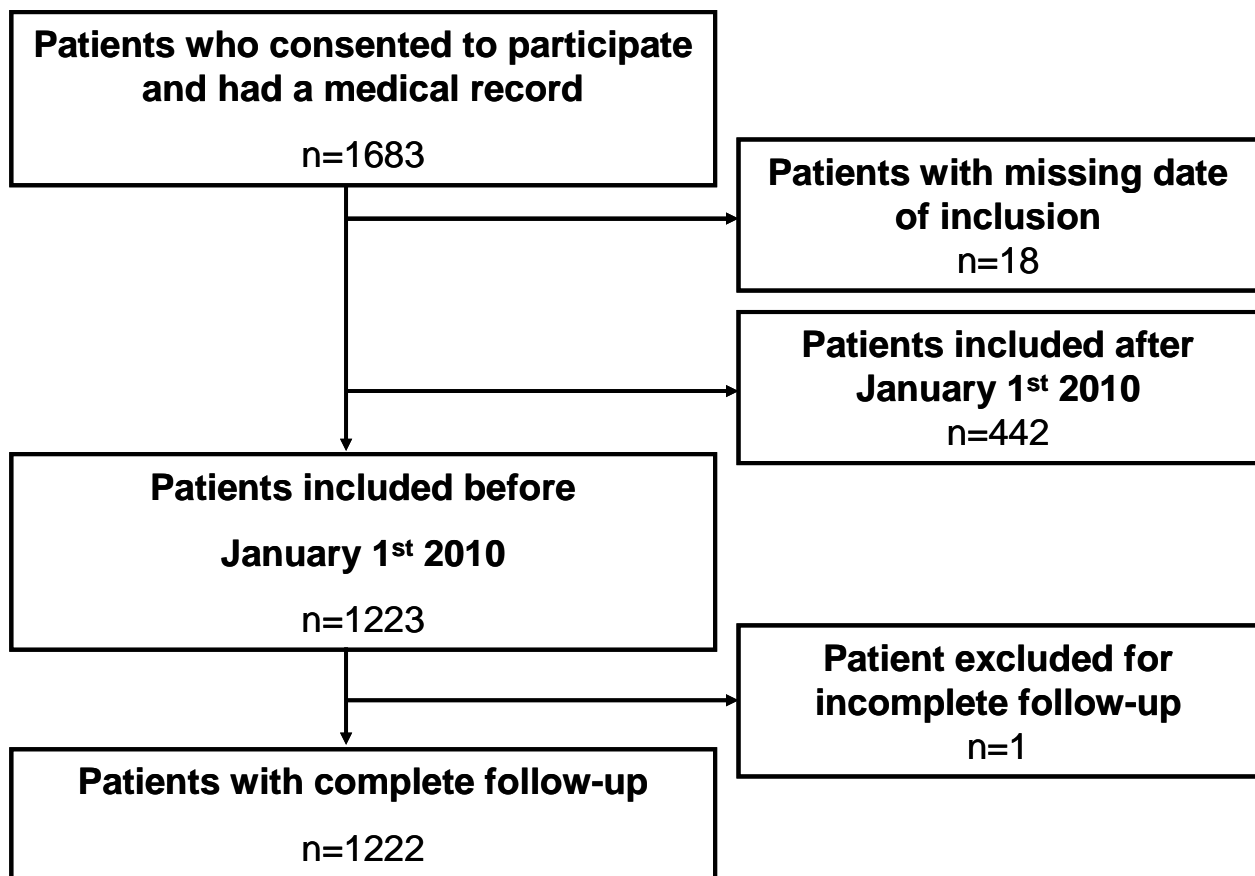 Patients who consented to participate
and had a medical record
n=1683
Patients with missing date
of inclusion
n=18
Patients included after
January 1st 2010
n=442
Patients included before
January 1st 2010
n=1223
Patient excluded for
incomplete follow-up
n=1
Patients with complete follow-up
n=1222